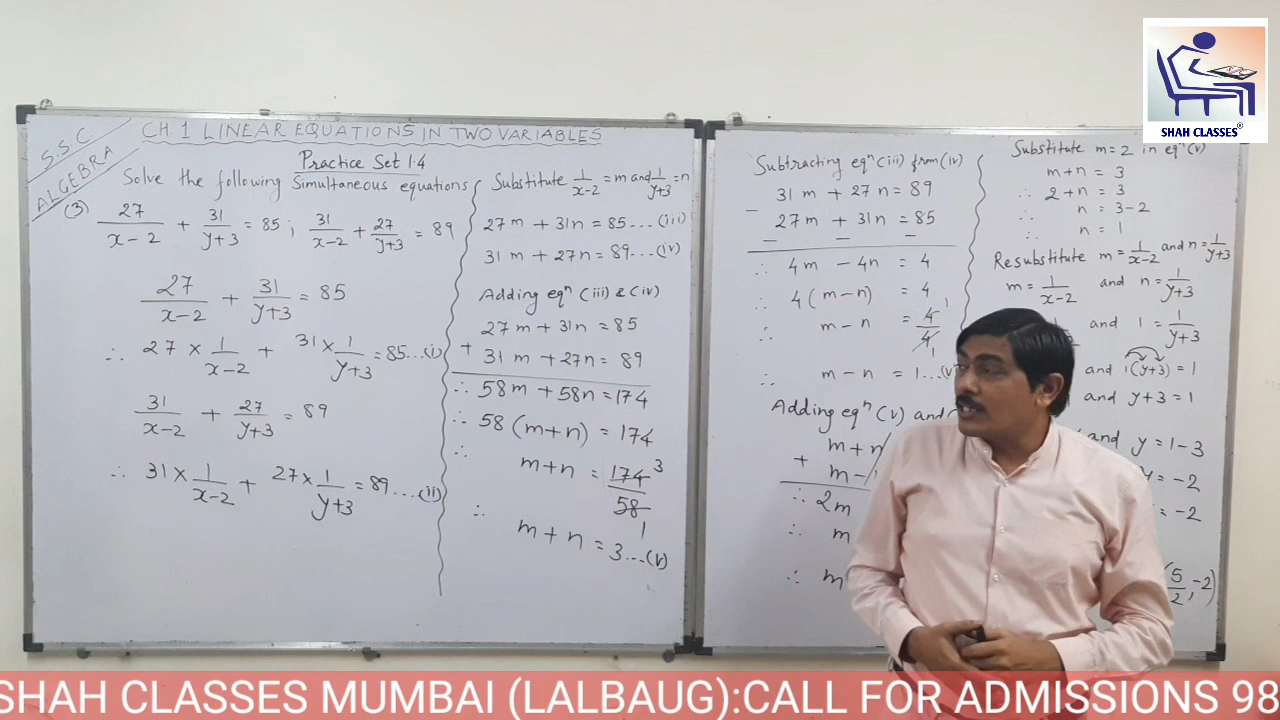 SHAH CLASSES®
S.S.C
ALGEBRA
CH.1 LINEAR EQUATIONS IN TWO VARIABLES
Practice Set 1.4
Solve the following Simultaneous equations
(3) 27/(x-2) + 31/(y+3) = 85 ; 31/(x-2) + 27/(y+3) = 89
27/(x-2) + 31/(y+3) = 85
∴ 27 × 1/(x-2) + 31 × 1/(y+3) = 85...(i)
31/(x-2) + 27/(y+3) = 89
∴ 31 × 1/(x-2) + 27 × 1/(y+3) = 89....(ii)
Substitute 1/(x-2) = m and 1/(y+3) = n
27m + 31n = 85...(iii)
31m + 27n = 89...(iv)
Adding eqⁿ (iii) & (iv)
27m + 31n = 85
+ 31m + 27n = 89
∴ 58m + 58n = 174
∴ 58 (m+n) = 174
∴ m+n = 174/58 3 1
∴ m+n = 3...(v)
Subtracting eqⁿ (iii) from (iv)
31m + 27n = 89
- 27m + 31n = 85
- - -
∴ 4m - 4n = 4
∴ 4(m-n) = 4
∴ m-n = 4/4 1 1
∴ m-n = 1...(v
Adding eqⁿ (v) and
m+n
+ m-
∴ 2m
∴ m
∴ m
Substitute m=2 in eqⁿ (v)
m+n = 3
∴ 2+n = 3
∴ n = 3-2
∴ n = 1
Resubstitute m = 1/(x-2) and n = 1/(y+3)
m = 1/(x-2) and n = 1/(y+3)
and 1 = 1/(y+3)
and 1(y+3) = 1
and y+3 = 1
and y = 1-3
y = -2
= -2
(5/2, -2)
SHAH CLASSES MUMBAI (LALBAUG):CALL FOR ADMISSIONS 98